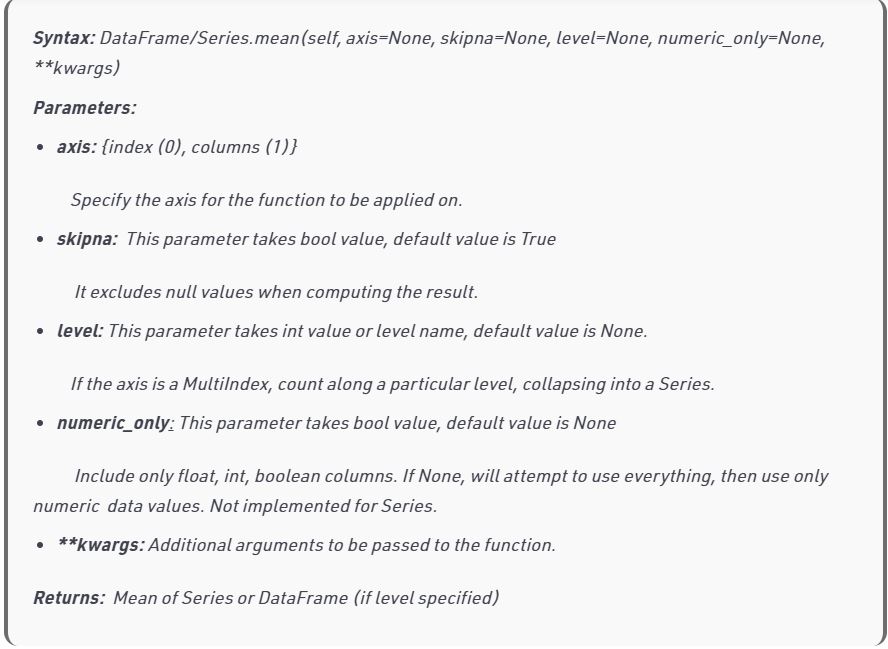 Syntax: DataFrame/Series.mean(self, axis=None, skipna=None, level=None, numeric_only=None,
**kwargs)
Parameters:
• axis: {index (0), columns (1)}
Specify the axis for the function to be applied on.
• skipna: This parameter takes bool value, default value is True
It excludes null values when computing the result.
• level: This parameter takes int value or level name, default value is None.
If the axis is a MultiIndex, count along a particular level, collapsing into a Series.
• numeric_only: This parameter takes bool value, default value is None
Include only float, int, boolean columns. If None, will attempt to use everything, then use only
numeric data values. Not implemented for Series.
• **kwargs: Additional arguments to be passed to the function.
Returns: Mean of Series or DataFrame (if level specified)